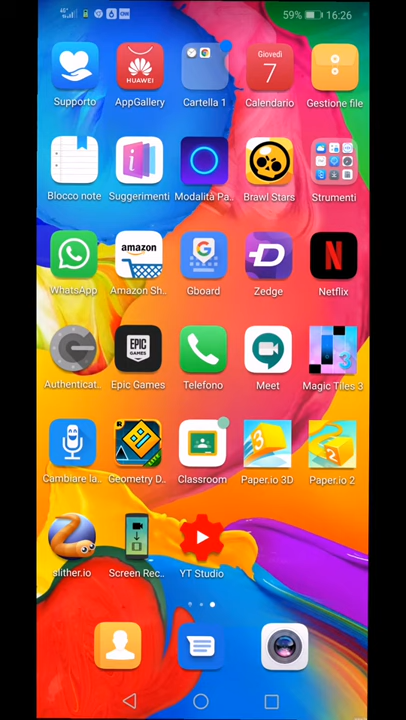 59% 16:26
Supporto
AppGallery
Cartella 1
Giovedì
7
Calendario
Gestione file
HUAWEI
Blocco note
Suggerimenti
Modalità Pa..
Brawl Stars
Strumenti
amazon
WhatsApp
Amazon Sh..
Gboard
Zedge
Netflix
EPIC
GAMES
Authenticat..
Epic Games
Telefono
Meet
Magic Tiles 3
Cambiare la..
Geometry D..
Classroom
Paper.io 3D
Paper.io 2
slither.io
Screen Rec..
YT Studio